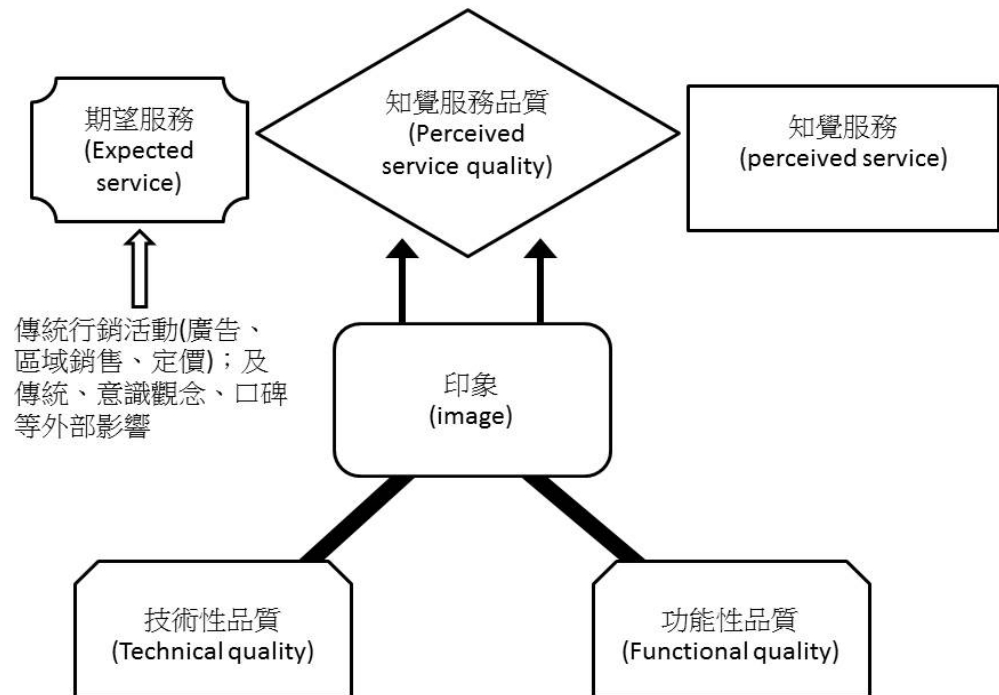 期望服務
(Expected
service)
知覺服務品質
(Perceived
service quality)
知覺服務
(perceived service)
傳統行銷活動(廣告、
區域銷售、定價)；及
傳統、意識觀念、口碑
等外部影響
印象
(image)
技術性品質
(Technical quality)
功能性品質
(Functional quality)